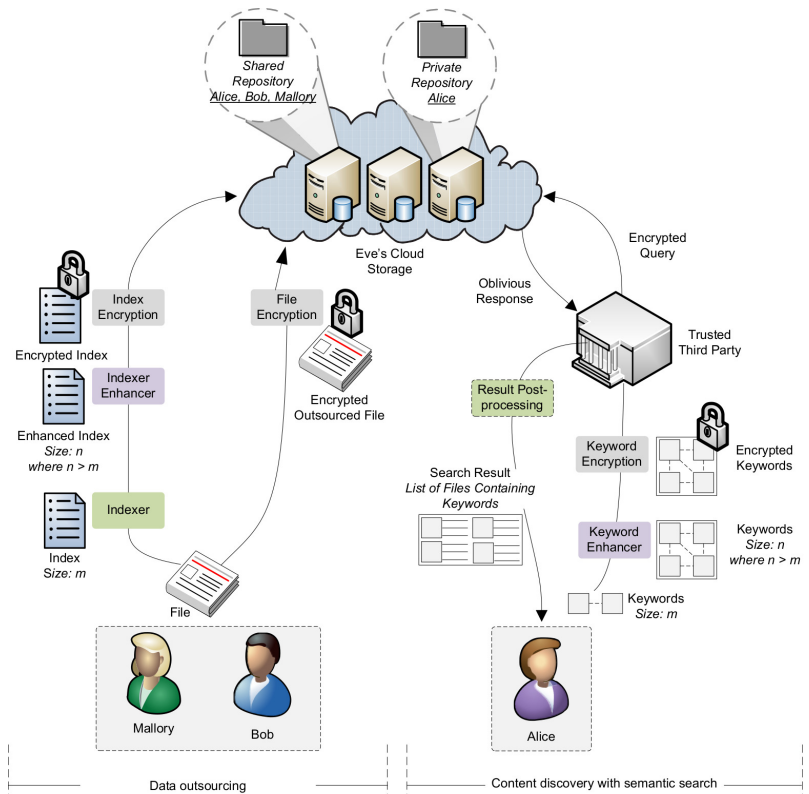 Shared
Repository
Alice, Bob, Mallory
Private
Repository
Alice
Eve's Cloud
Storage
Encrypted
Query
Oblivious
Response
Trusted
Third Party
Index
Encryption
Encrypted Index
File
Encryption
Encrypted
Outsourced File
Indexer
Enhancer
Enhanced Index
Size: n
where n > m
Indexer
Index
Size: m
File
Result Post-
processing
Search Result
List of Files Containing
Keywords
Keyword
Encryption
Encrypted
Keywords
Keyword
Enhancer
Keywords
Size: n
where n > m
Keywords
Size: m
Mallory
Bob
Alice
Data outsourcing
Content discovery with semantic search